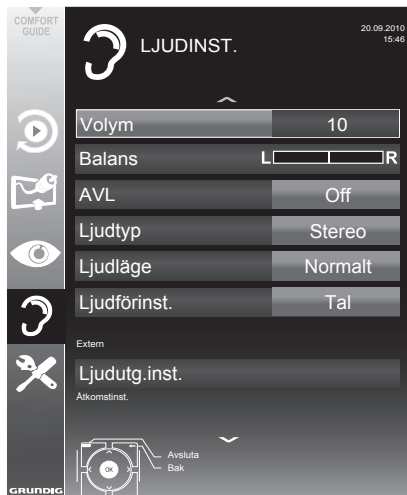 COMFORT
GUIDE
LJUDINST.
20.09.2010
15:46
Volym 10
Balans L R
AVL Off
Ljudtyp Stereo
Ljudläge Normalt
Ljudförinst. Tal
Extern
Ljudutg.inst.
Åtkomstinst.
Avsluta
Bak
OK
GRUNDIG